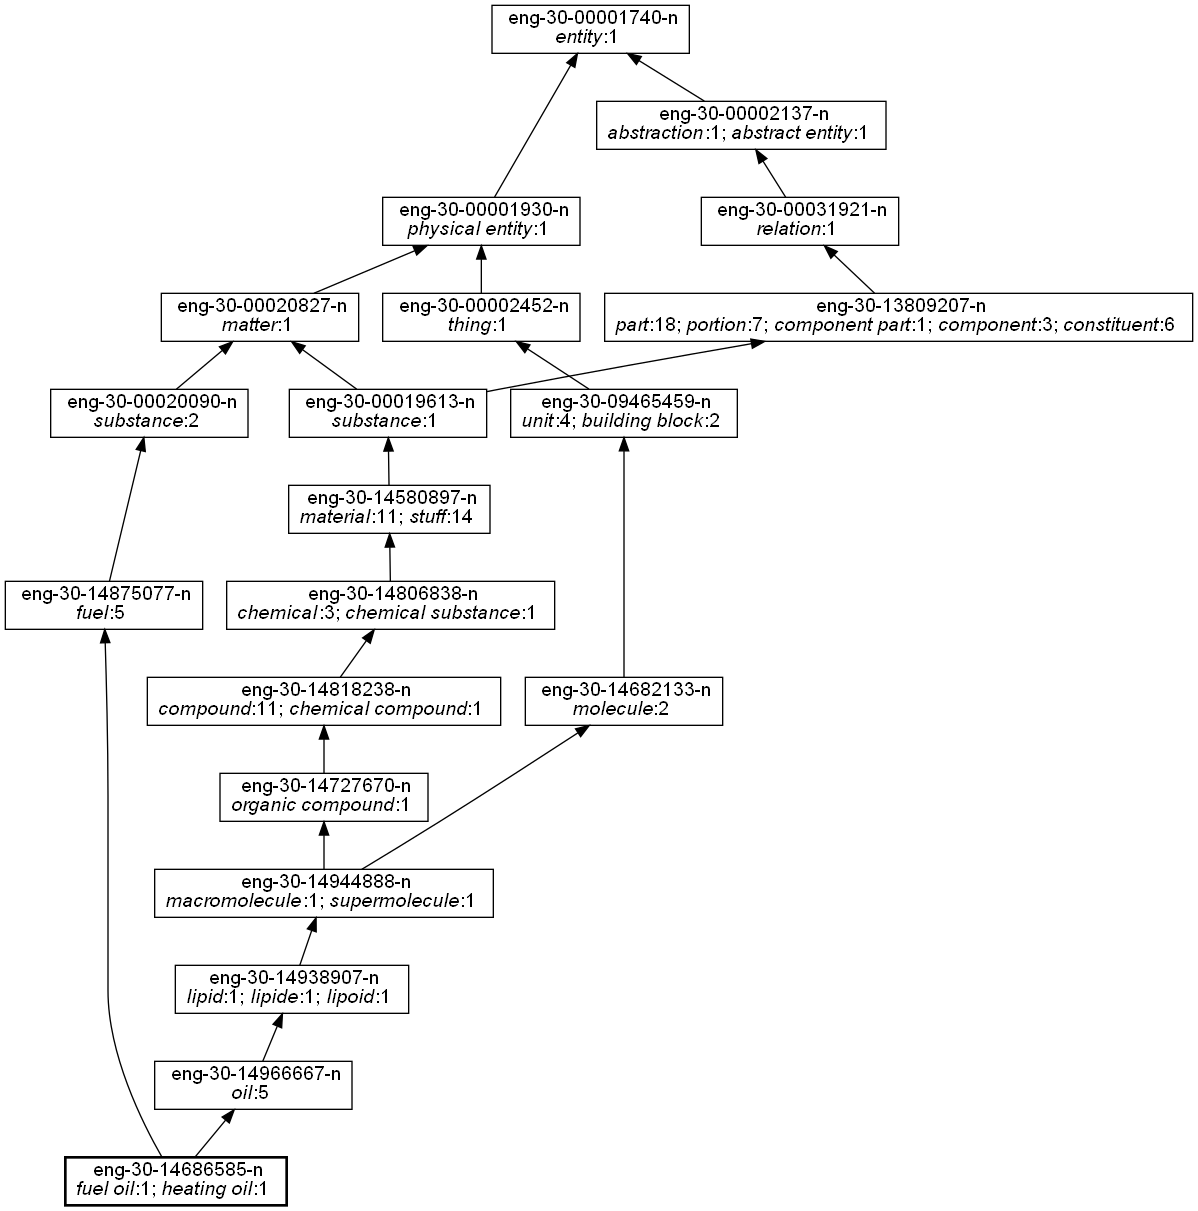 eng-30-00001740-n
entity:1
eng-30-00002137-n
abstraction:1; abstract entity:1
eng-30-00001930-n
physical entity:1
eng-30-00031921-n
relation:1
eng-30-00020827-n
matter:1
eng-30-00002452-n
thing:1
eng-30-13809207-n
part:18; portion:7; component part:1; component:3; constituent:6
eng-30-00020090-n
substance:2
eng-30-00019613-n
substance:1
eng-30-09465459-n
unit:4; building block:2
eng-30-14580897-n
material:11; stuff:14
eng-30-14875077-n
fuel:5
eng-30-14806838-n
chemical:3; chemical substance:1
eng-30-14818238-n
compound:11; chemical compound:1
eng-30-14682133-n
molecule:2
eng-30-14727670-n
organic compound:1
eng-30-14944888-n
macromolecule:1; supermolecule:1
eng-30-14938907-n
lipid:1; lipide:1; lipoid:1
eng-30-14966667-n
oil:5
eng-30-14686585-n
fuel oil:1; heating oil:1